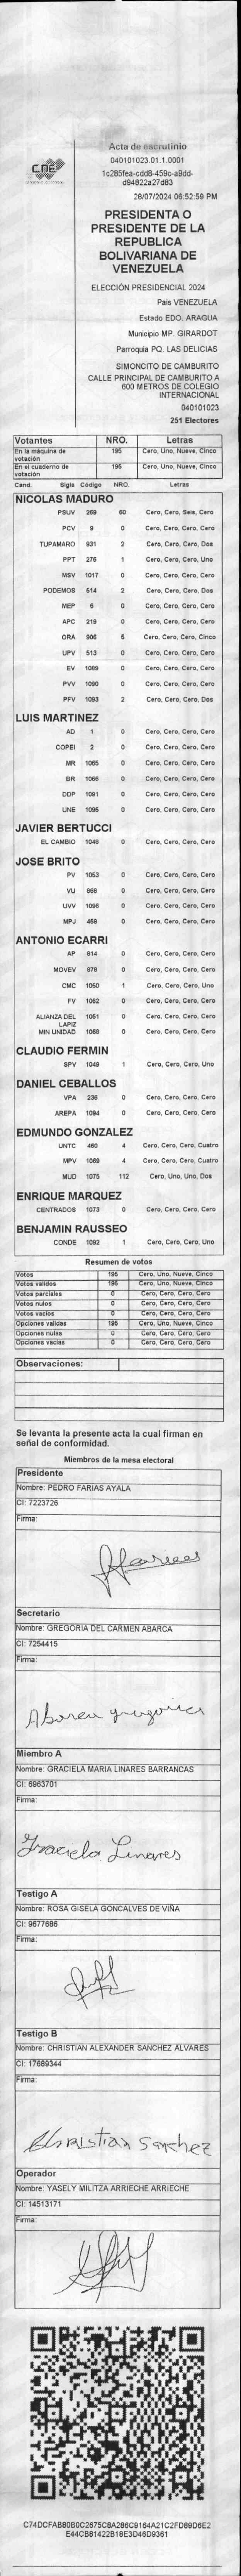 CNE
Acta de escrutinio
040101023.01.1.0001
1c285fea-cdd8-459c-a9dd-
d94822a27d83
28/07/2024 06:52:59 PM
PRESIDENTA O
PRESIDENTE DE LA
REPUBLICA
BOLIVARIANA DE
VENEZUELA
ELECCIÓN PRESIDENCIAL 2024
País VENEZUELA
Estado EDO. ARAGUA
Municipio MP. GIRARDOT
Parroquia PQ. LAS DELICIAS
SIMONCITO DE CAMBURITO
CALLE PRINCIPAL DE CAMBURITO A
600 METROS DE COLEGIO
INTERNACIONAL
040101023
251 Electores
Votantes NRO. Letras
En la máquina de votación 195 Cero, Uno, Nueve, Cinco
En el cuaderno de votación 195 Cero, Uno, Nueve, Cinco
Cand. Sigla Código NRO. Letras
NICOLAS MADURO
PSUV 269 60 Cero, Cero, Seis, Cero
PCV 9 0 Cero, Cero, Cero, Cero
TUPAMARO 931 2 Cero, Cero, Cero, Dos
PPT 276 1 Cero, Cero, Cero, Uno
MSV 1017 0 Cero, Cero, Cero, Cero
PODEMOS 514 2 Cero, Cero, Cero, Dos
MEP 6 0 Cero, Cero, Cero, Cero
APC 219 0 Cero, Cero, Cero, Cero
ORA 906 5 Cero, Cero, Cero, Cinco
UPV 513 0 Cero, Cero, Cero, Cero
EV 1089 0 Cero, Cero, Cero, Cero
PVV 1090 0 Cero, Cero, Cero, Cero
PFV 1093 2 Cero, Cero, Cero, Dos
LUIS MARTINEZ
AD 1 0 Cero, Cero, Cero, Cero
COPEI 2 0 Cero, Cero, Cero, Cero
MR 1065 0 Cero, Cero, Cero, Cero
BR 1066 0 Cero, Cero, Cero, Cero
DDP 1091 0 Cero, Cero, Cero, Cero
UNE 1095 0 Cero, Cero, Cero, Cero
JAVIER BERTUCCI
EL CAMBIO 1048 0 Cero, Cero, Cero, Cero
JOSE BRITO
PV 1053 0 Cero, Cero, Cero, Cero
VU 868 0 Cero, Cero, Cero, Cero
UVV 1096 0 Cero, Cero, Cero, Cero
MPJ 458 0 Cero, Cero, Cero, Cero
ANTONIO ECARRI
AP 814 0 Cero, Cero, Cero, Cero
MOVEV 878 0 Cero, Cero, Cero, Cero
CMC 1050 1 Cero, Cero, Cero, Uno
FV 1062 0 Cero, Cero, Cero, Cero
ALIANZA DEL LAPIZ 1051 0 Cero, Cero, Cero, Cero
MIN UNIDAD 1068 0 Cero, Cero, Cero, Cero
CLAUDIO FERMIN
SPV 1049 1 Cero, Cero, Cero, Uno
DANIEL CEBALLOS
VPA 236 0 Cero, Cero, Cero, Cero
AREPA 1094 0 Cero, Cero, Cero, Cero
EDMUNDO GONZALEZ
UNTC 460 4 Cero, Cero, Cero, Cuatro
MPV 1069 4 Cero, Cero, Cero, Cuatro
MUD 1075 112 Cero, Uno, Uno, Dos
ENRIQUE MARQUEZ
CENTRADOS 1073 0 Cero, Cero, Cero, Cero
BENJAMIN RAUSSEO
CONDE 1092 1 Cero, Cero, Cero, Uno
Resumen de votos
Votos 195 Cero, Uno, Nueve, Cinco
Votos validos 195 Cero, Uno, Nueve, Cinco
Votos parciales 0 Cero, Cero, Cero, Cero
Votos nulos 0 Cero, Cero, Cero, Cero
Votos vacios 0 Cero, Cero, Cero, Cero
Opciones validas 195 Cero, Uno, Nueve, Cinco
Opciones nulas 0 Cero, Cero, Cero, Cero
Opciones vacias 0 Cero, Cero, Cero, Cero
Observaciones:
Se levanta la presente acta la cual firman en
señal de conformidad.
Miembros de la mesa electoral
Presidente
Nombre: PEDRO FARIAS AYALA
CI: 7223726
Firma:
Secretario
Nombre: GREGORIA DEL CARMEN ABARCA
CI: 7254415
Firma:
Abarca gregoria
Miembro A
Nombre: GRACIELA MARIA LINARES BARRANCAS
CI: 6963701
Firma:
Graciela Linares
Testigo A
Nombre: ROSA GISELA GONCALVES DE VIÑA
CI: 9677686
Firma:
Testigo B
Nombre: CHRISTIAN ALEXANDER SANCHEZ ALVARES
CI: 17689344
Firma:
Christian Sanchez
Operador
Nombre: YASELY MILITZA ARRIECHE ARRIECHE
CI: 14513171
Firma:
C74DCFAB80B0C2675C8A286C9164A21C2FD89D6E2
E44CB81422B18E3D46D9361